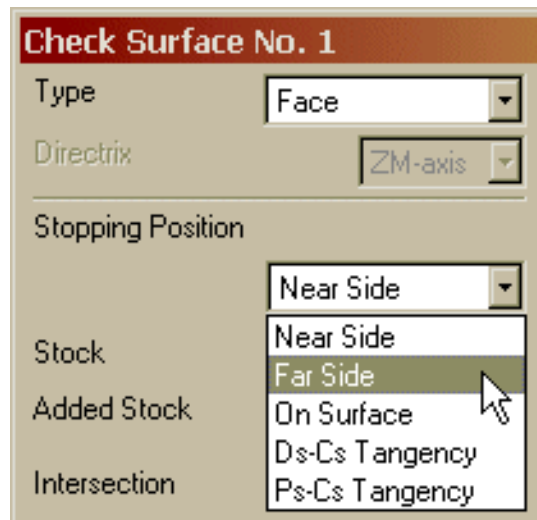 Check Surface No. 1
Type Face
Directrix ZM-axis
Stopping Position
Near Side
Near Side
Stock
Far Side
Added Stock On Surface
Ds-Cs Tangency
Intersection Ps-Cs Tangency